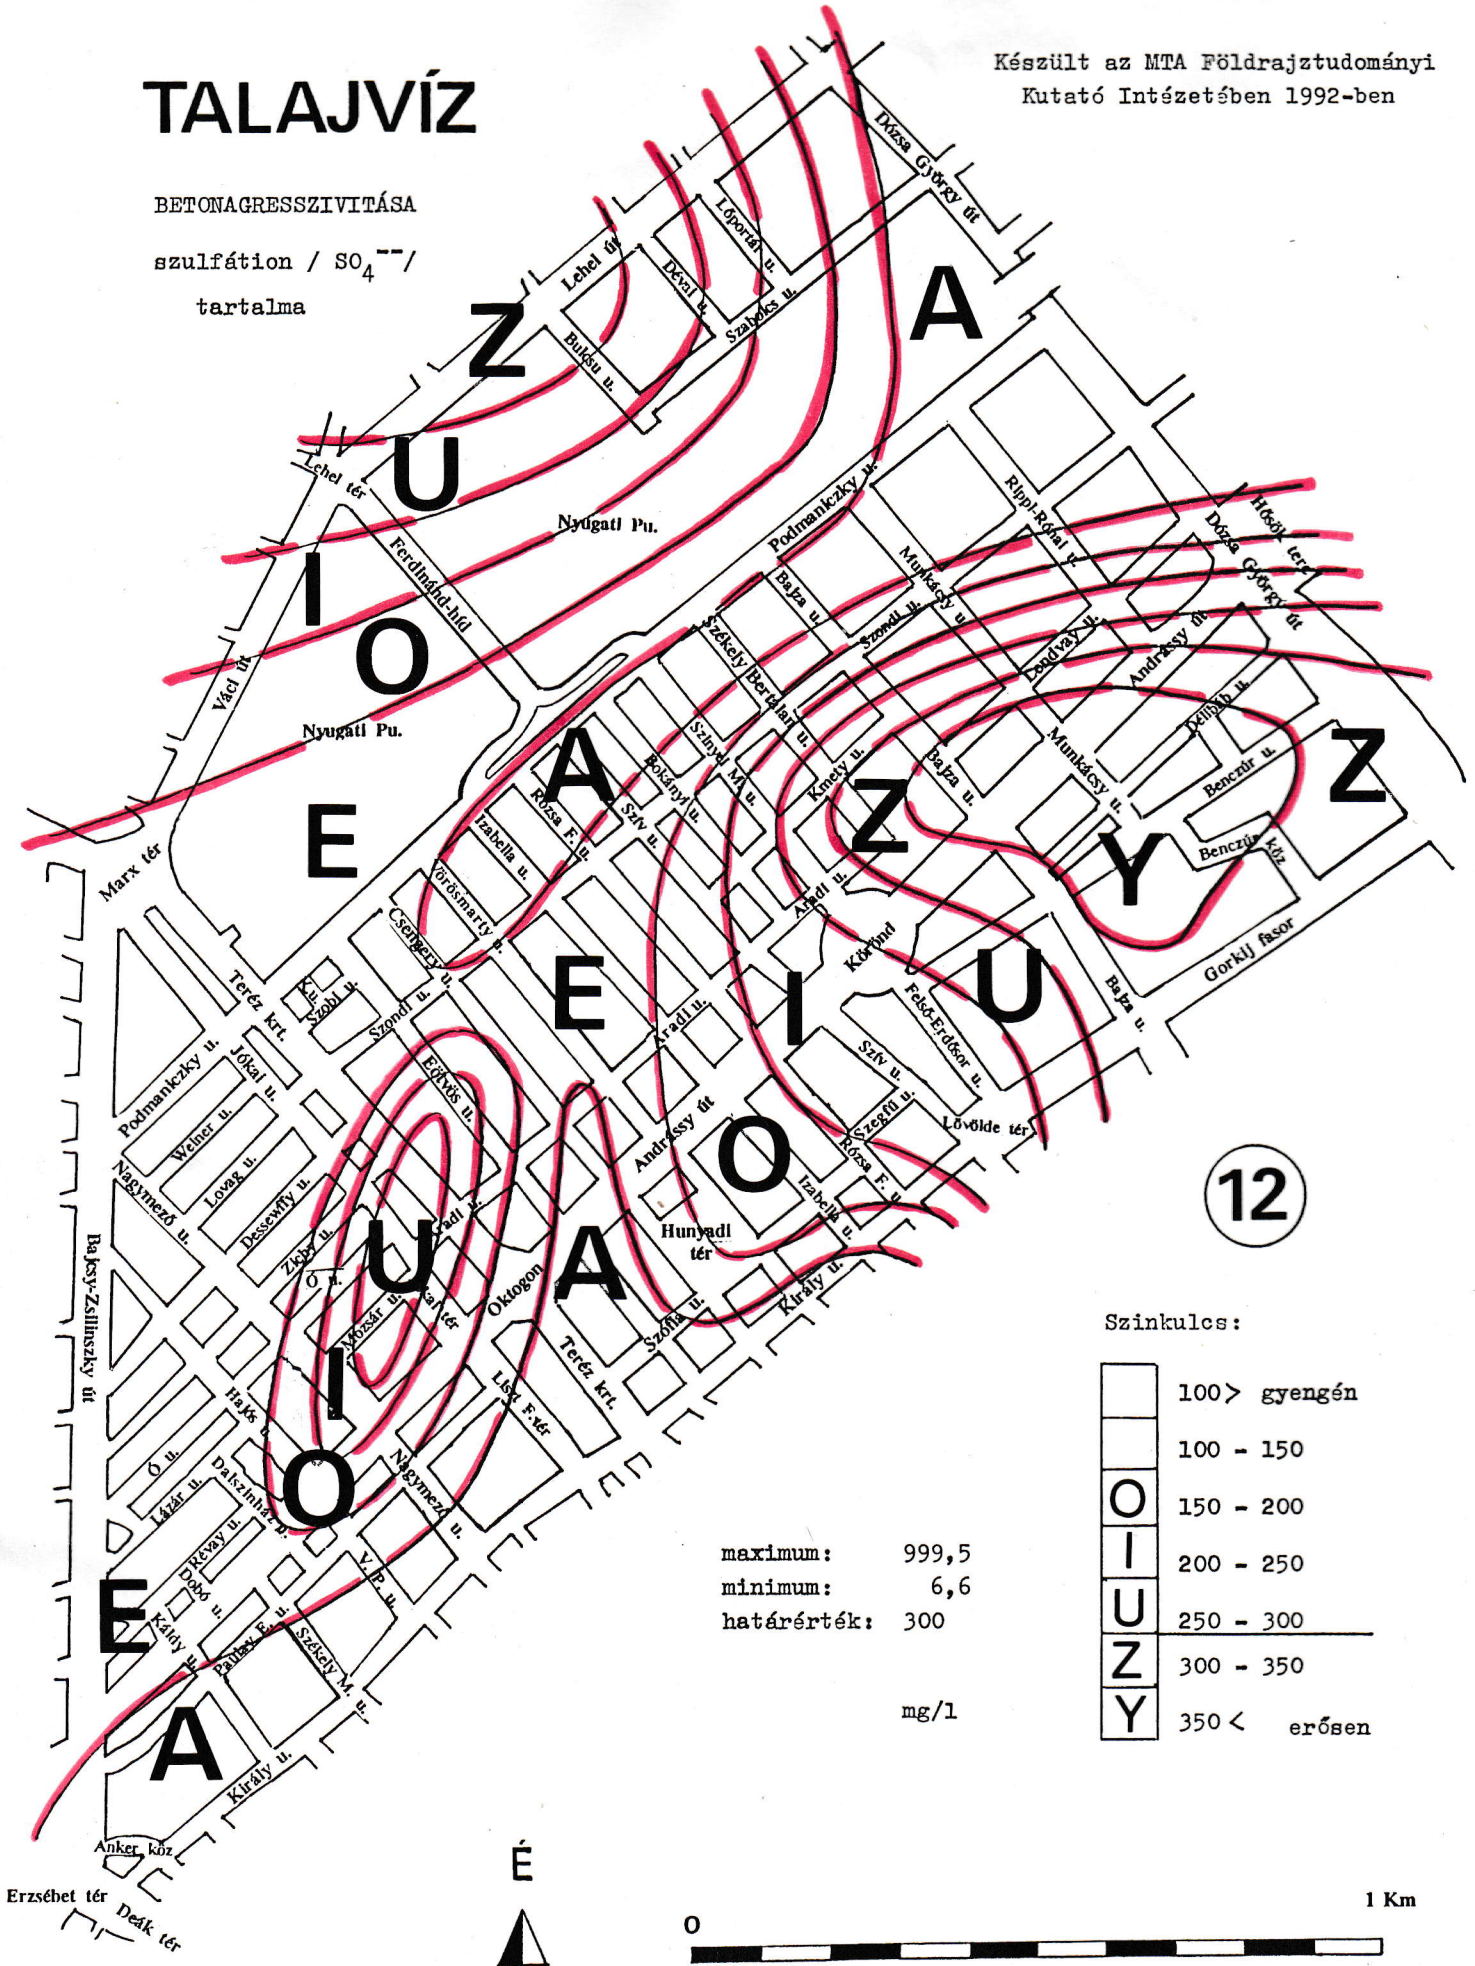 TALAJVÍZ
BETONAGRESSZIVITÁSA
szulfátion / SO4-- /
tartalma
Készült az MTA Földrajztudományi
Kutató Intézetében 1992-ben
Dózsa György út
Lőportár u.
Lehel út
Dévai u.
Szabolcs u.
Bulcsu u.
A
Z
U
Lehel tér
Nyugati Pu.
Ferdinánd-híd
I
O
Váci út
Nyugati Pu.
Podmaniczky u.
Rippl-Rónai u.
Hősök tere
Dózsa György út
Munkácsy u.
Bajza u.
Szondi u.
Székely Bertalan u.
Lendvay u.
Andrássy út
Délibáb u.
Munkácsy u.
Benczúr u.
Benczúr köz
Bajza u.
Kmety u.
Szinyei M. u.
Bokányi u.
Szív u.
Rózsa F. u.
Izabella u.
Vörösmarty u.
Csengery u.
A
E
Z
Z
Y
Marx tér
Aradi u.
Körönd
Gorkij fasor
Bajza u.
E
I
U
Teréz krt.
K. u.
Szobi u.
Szondi u.
Aradi u.
Felső-Erdősor u.
Szív u.
Szegfű u.
Lövölde tér
Podmaniczky u.
Jókai u.
Weiner u.
Eötvös u.
Andrássy út
O
Rózsa F. u.
Izabella u.
12
Nagymező u.
Lovag u.
Dessewffy u.
Zichy u.
Ó u.
Aradi u.
U
Hunyadi
tér
A
Oktogon
Mozsár u.
Király u.
Szófia u.
Teréz krt.
Bajcsy-Zsilinszky út
I
Liszt F. tér
Hajós u.
O
Nagymező u.
Ó u.
Lázár u.
Dalszínház u.
Révay u.
Dobó u.
V. P. u.
E
Káldy u.
Paulay E. u.
Székely M. u.
A
Király u.
Anker köz
Erzsébet tér
Deák tér
Szinkulcs:
100> gyengén
100 - 150
O 150 - 200
I 200 - 250
U 250 - 300
Z 300 - 350
Y 350< erősen
maximum: 999,5
minimum: 6,6
határérték: 300
mg/l
É
0
1 Km